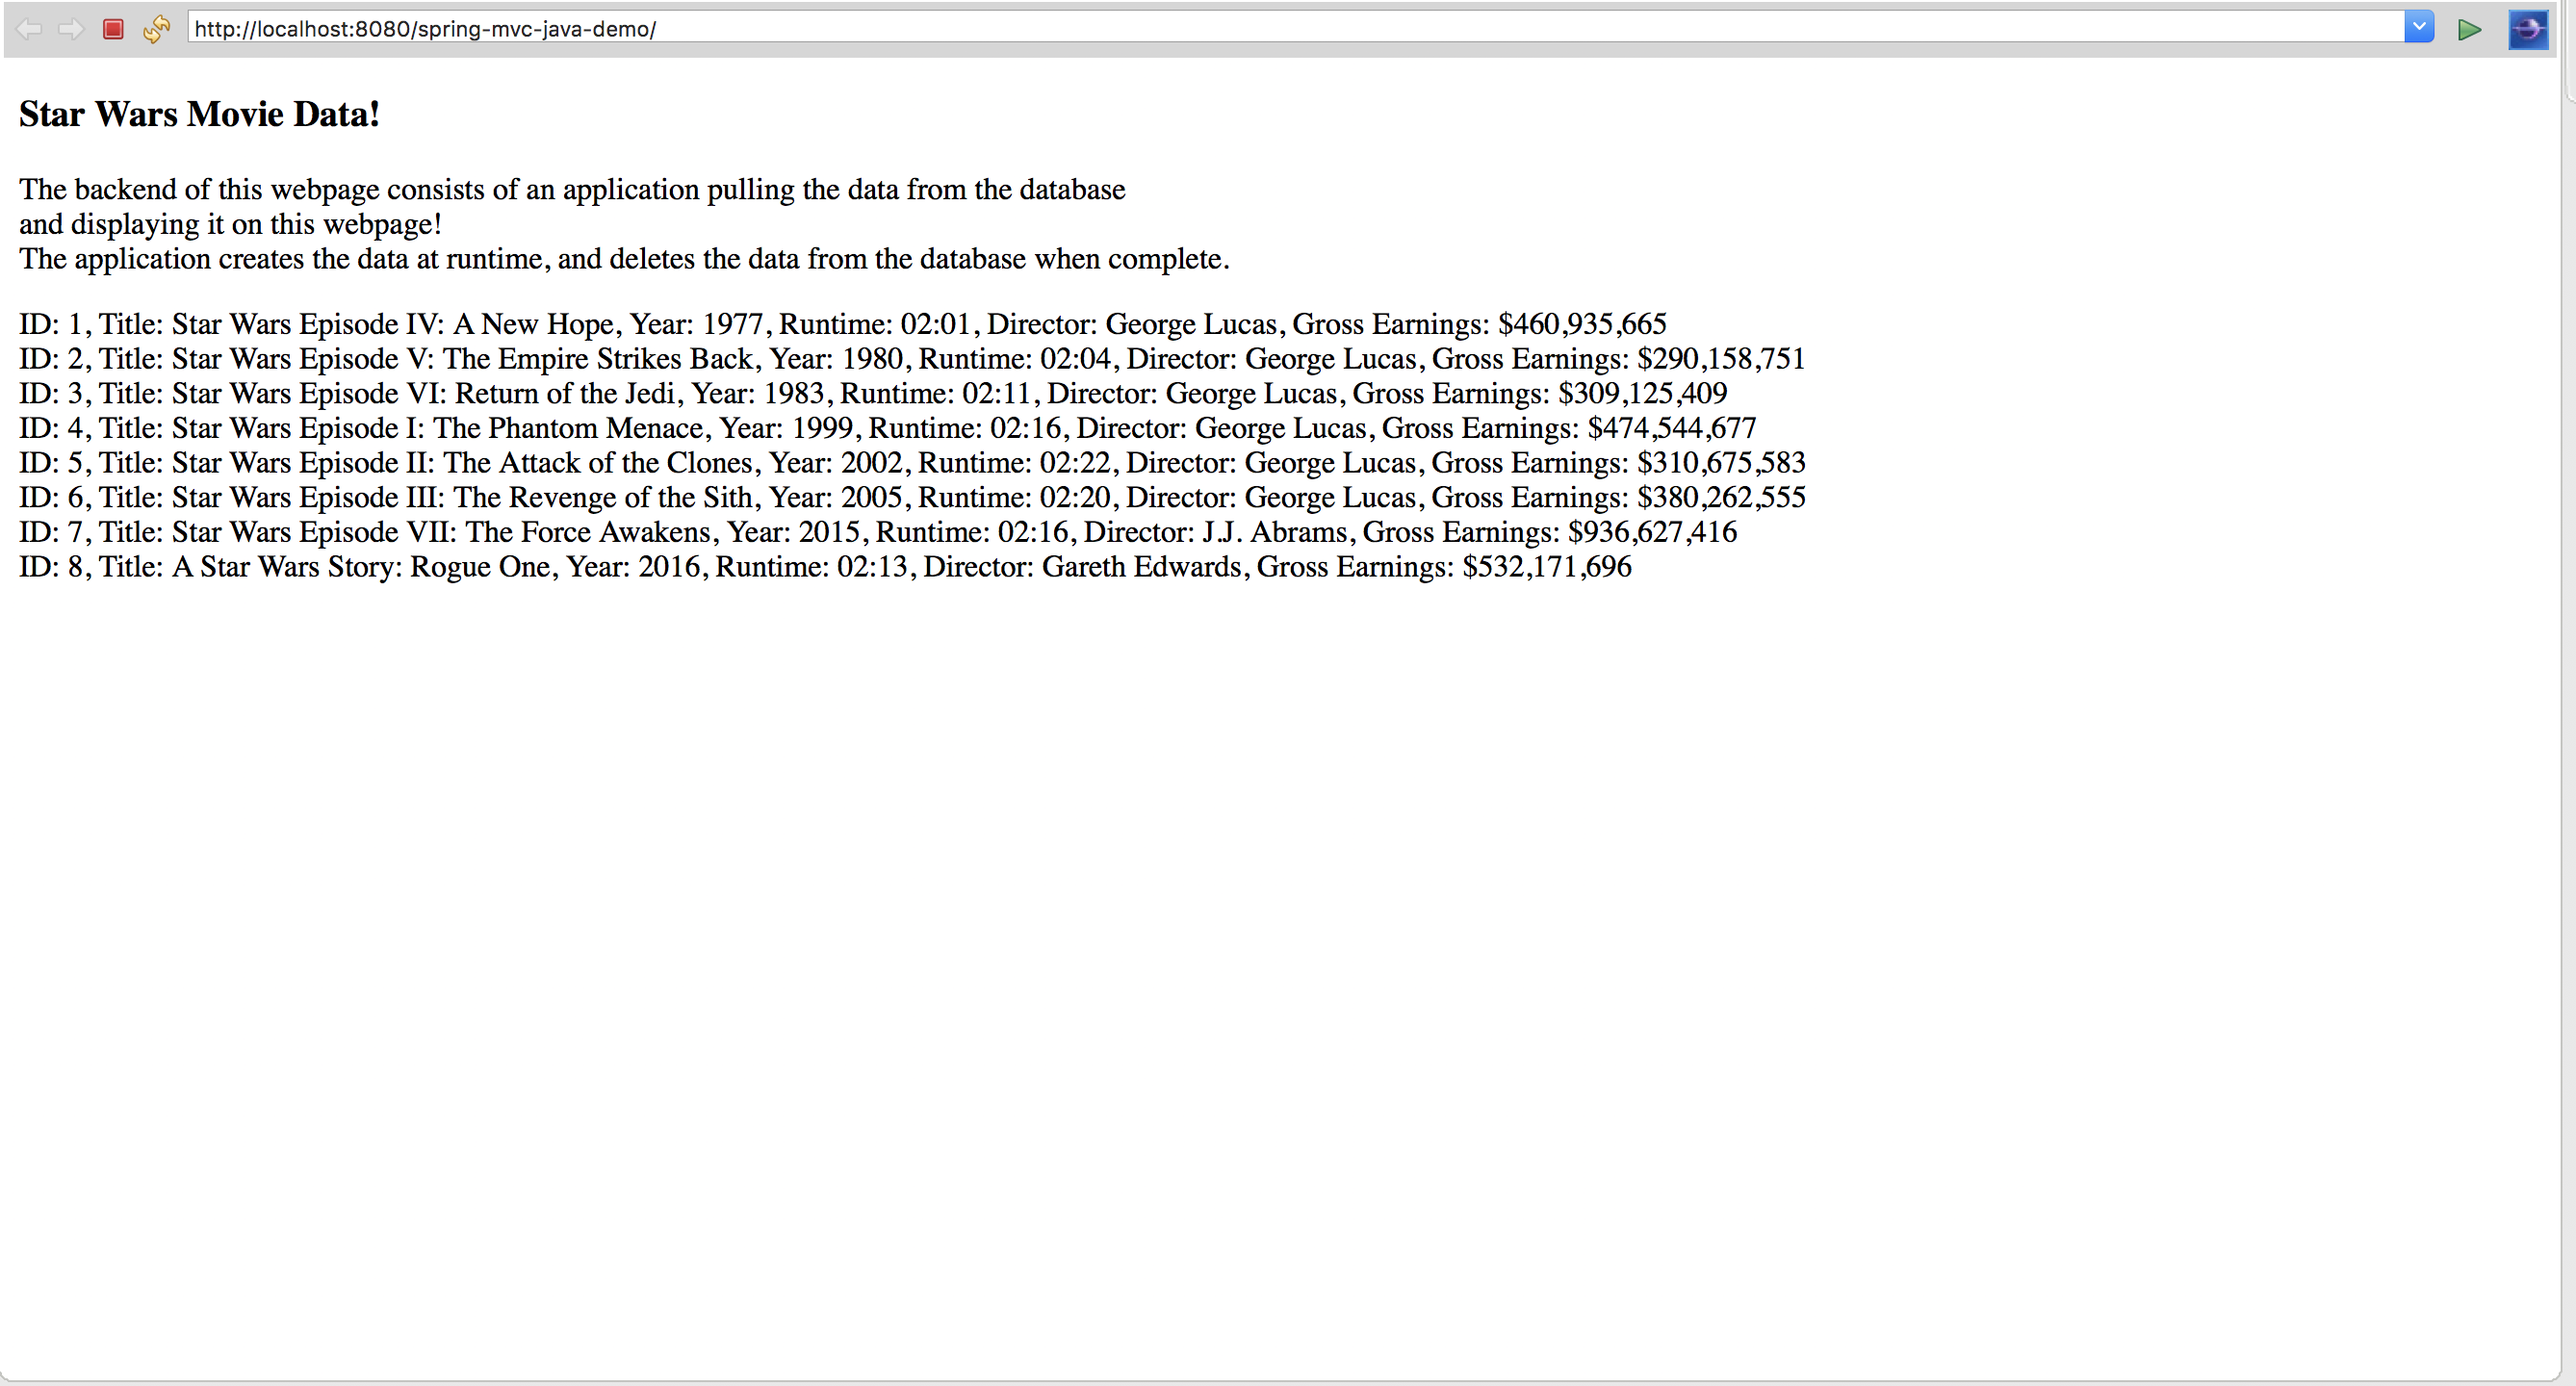 http://localhost:8080/spring-mvc-java-demo/
Star Wars Movie Data!
The backend of this webpage consists of an application pulling the data from the database
and displaying it on this webpage!
The application creates the data at runtime, and deletes the data from the database when complete.
ID: 1, Title: Star Wars Episode IV: A New Hope, Year: 1977, Runtime: 02:01, Director: George Lucas, Gross Earnings: $460,935,665
ID: 2, Title: Star Wars Episode V: The Empire Strikes Back, Year: 1980, Runtime: 02:04, Director: George Lucas, Gross Earnings: $290,158,751
ID: 3, Title: Star Wars Episode VI: Return of the Jedi, Year: 1983, Runtime: 02:11, Director: George Lucas, Gross Earnings: $309,125,409
ID: 4, Title: Star Wars Episode I: The Phantom Menace, Year: 1999, Runtime: 02:16, Director: George Lucas, Gross Earnings: $474,544,677
ID: 5, Title: Star Wars Episode II: The Attack of the Clones, Year: 2002, Runtime: 02:22, Director: George Lucas, Gross Earnings: $310,675,583
ID: 6, Title: Star Wars Episode III: The Revenge of the Sith, Year: 2005, Runtime: 02:20, Director: George Lucas, Gross Earnings: $380,262,555
ID: 7, Title: Star Wars Episode VII: The Force Awakens, Year: 2015, Runtime: 02:16, Director: J.J. Abrams, Gross Earnings: $936,627,416
ID: 8, Title: A Star Wars Story: Rogue One, Year: 2016, Runtime: 02:13, Director: Gareth Edwards, Gross Earnings: $532,171,696